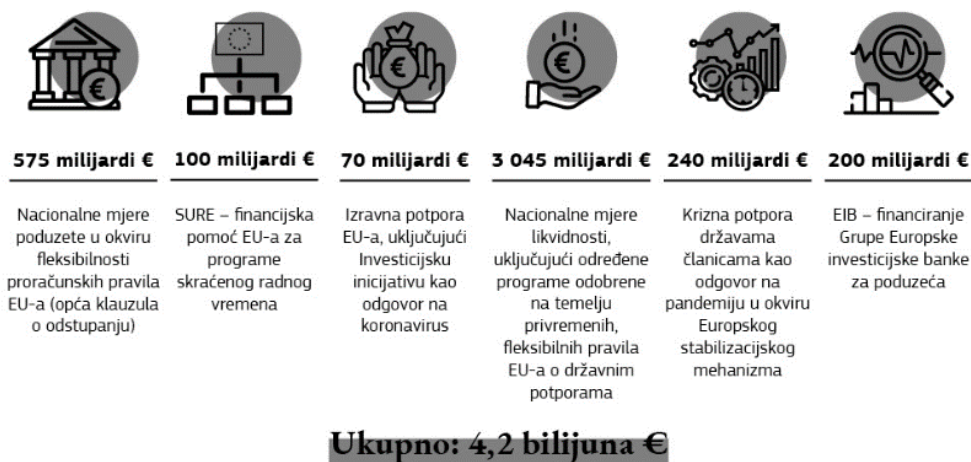 575 milijardi €
Nacionalne mjere
poduzete u okviru
fleksibilnosti
proračunskih pravila
EU-a (opća klauzula
o odstupanju)
100 milijardi €
SURE – financijska
pomoć EU-a za
programe
skraćenog radnog
vremena
70 milijardi €
Izravna potpora
EU-a, uključujući
Investicijsku
inicijativu kao
odgovor na
koronavirus
3 045 milijardi €
Nacionalne mjere
likvidnosti,
uključujući određene
programe odobrene
na temelju
privremenih,
fleksibilnih pravila
EU-a o državnim
potporama
240 milijardi €
Krizna potpora
državama
članicama kao
odgovor na
pandemiju u okviru
Europskog
stabilizacijskog
mehanizma
200 milijardi €
EIB – financiranje
Grupe Europske
investicijske banke
za poduzeća
Ukupno: 4,2 bilijuna €